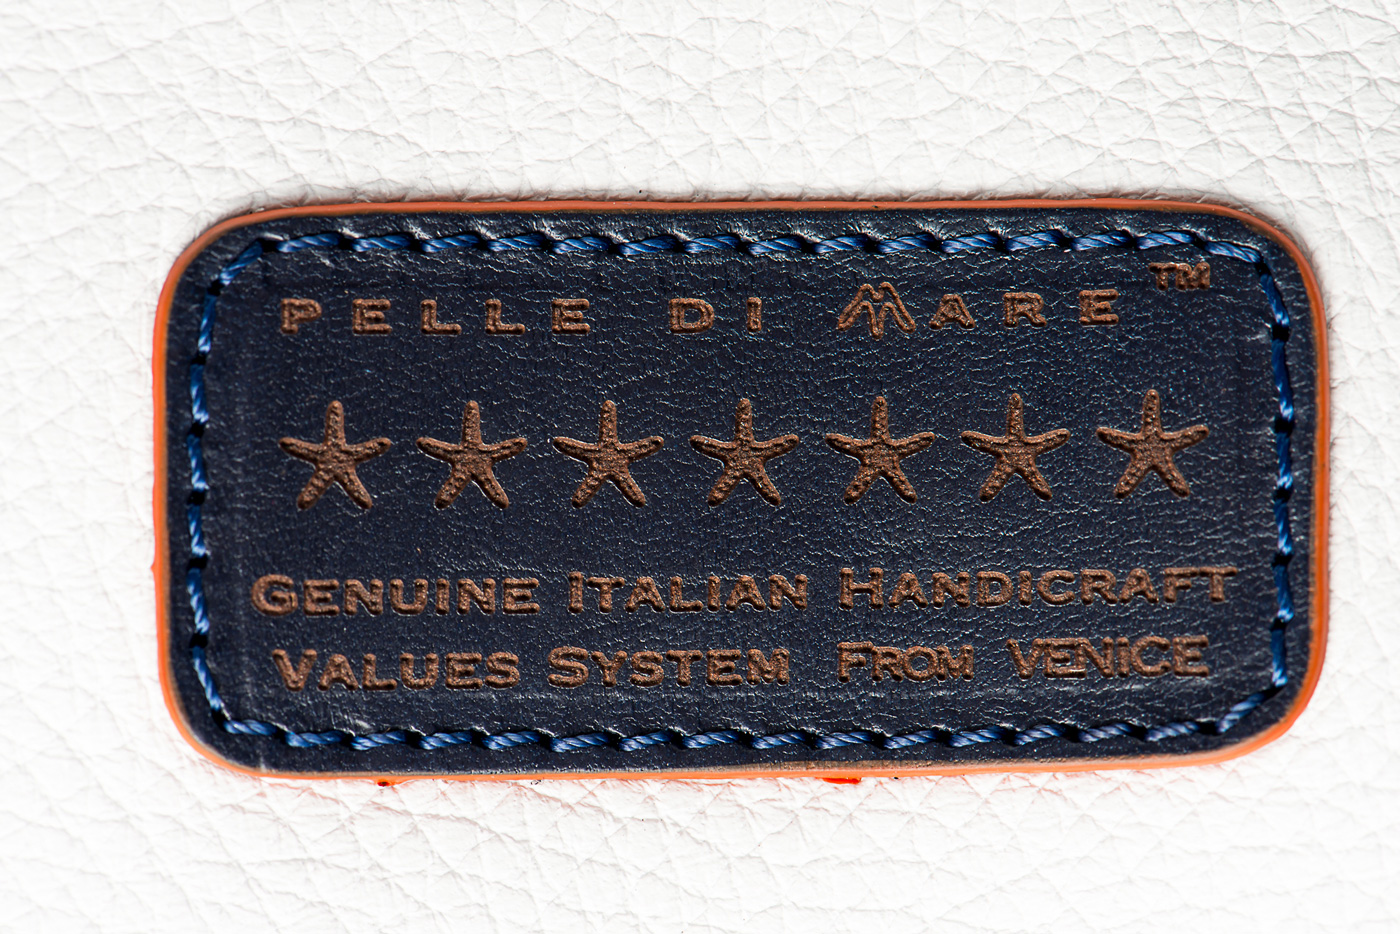 PELLE DI MARE™
GENUINE ITALIAN HANDICRAFT
VALUES SYSTEM FROM VENICE